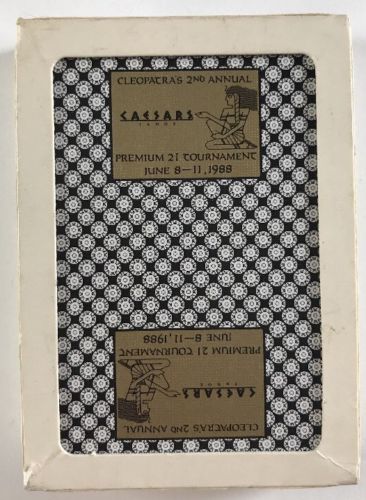 CLEOPATRA'S 2ND ANNUAL
CAESARS
TAHOE
PREMIUM 21 TOURNAMENT
JUNE 8-11, 1988
CLEOPATRA'S 2ND ANNUAL
CAESARS
TAHOE
PREMIUM 21 TOURNAMENT
JUNE 8-11, 1988